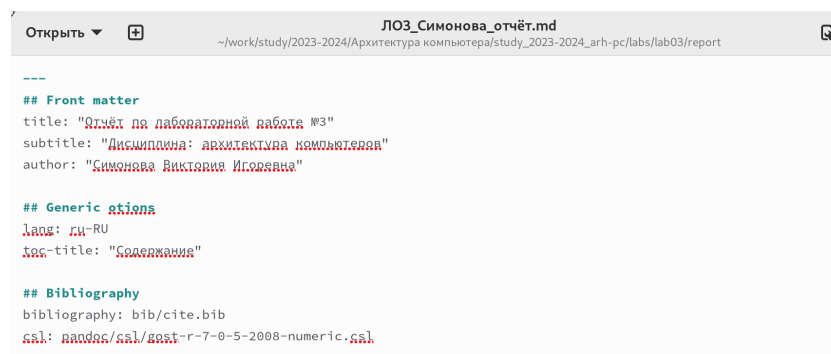 ЛО3_Симонова_отчёт.md
Открыть
~/work/study/2023-2024/Архитектура компьютера/study_2023-2024_arh-pc/labs/lab03/report
---
## Front matter
title: "Отчёт по лабораторной работе №3"
subtitle: "Дисциплина: архитектура компьютеров"
author: "Симонова Виктория Игоревна"
## Generic otions
lang: ru-RU
toc-title: "Содержание"
## Bibliography
bibliography: bib/cite.bib
csl: pandoc/csl/gost-r-7-0-5-2008-numeric.csl